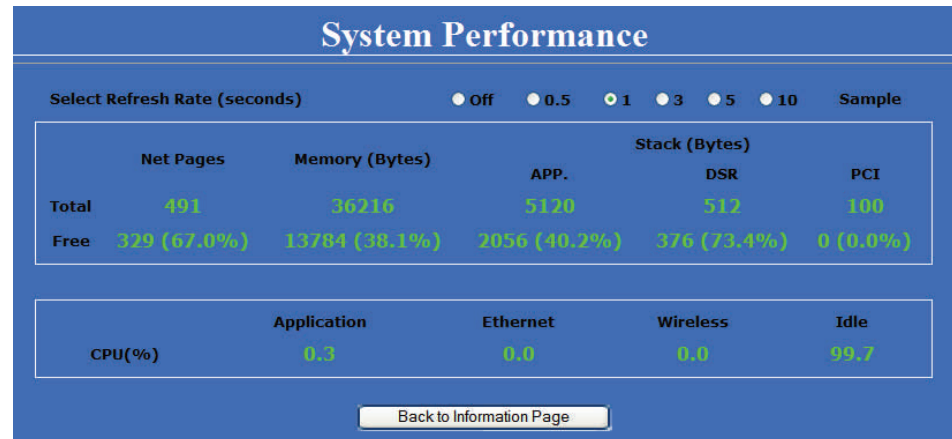 System Performance
Select Refresh Rate (seconds) Off 0.5 1 3 5 10 Sample
Stack (Bytes)
Net Pages Memory (Bytes) APP. DSR PCI
Total 491 36216 5120 512 100
Free 329 (67.0%) 13784 (38.1%) 2056 (40.2%) 376 (73.4%) 0 (0.0%)
Application Ethernet Wireless Idle
CPU(%) 0.3 0.0 0.0 99.7
Back to Information Page